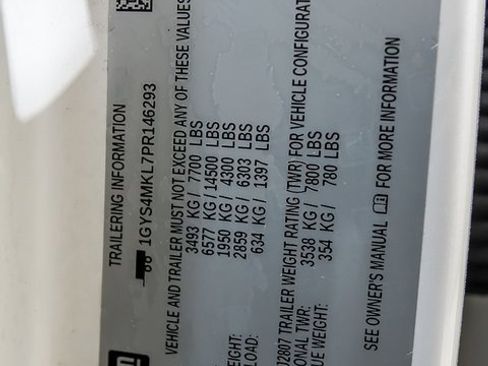 TRAILERING INFORMATION
1GYS4MKL7PR146293
VEHICLE AND TRAILER MUST NOT EXCEED ANY OF THESE VALUES
3493 KG / 7700 LBS
6577 KG / 14500 LBS
1950 KG / 4300 LBS
2859 KG / 6303 LBS
634 KG / 1397 LBS
J2807 TRAILER WEIGHT RATING (TWR) FOR VEHICLE CONFIGURAT
ONAL TWR: 3538 KG / 7800 LBS
UE WEIGHT: 354 KG / 780 LBS
SEE OWNER'S MANUAL FOR MORE INFORMATION